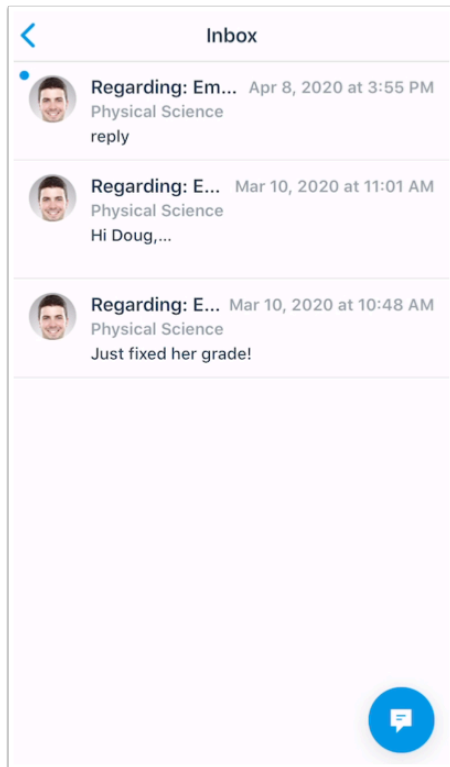 Inbox
Regarding: Em... Apr 8, 2020 at 3:55 PM
Physical Science
reply
Regarding: E... Mar 10, 2020 at 11:01 AM
Physical Science
Hi Doug,...
Regarding: E... Mar 10, 2020 at 10:48 AM
Physical Science
Just fixed her grade!